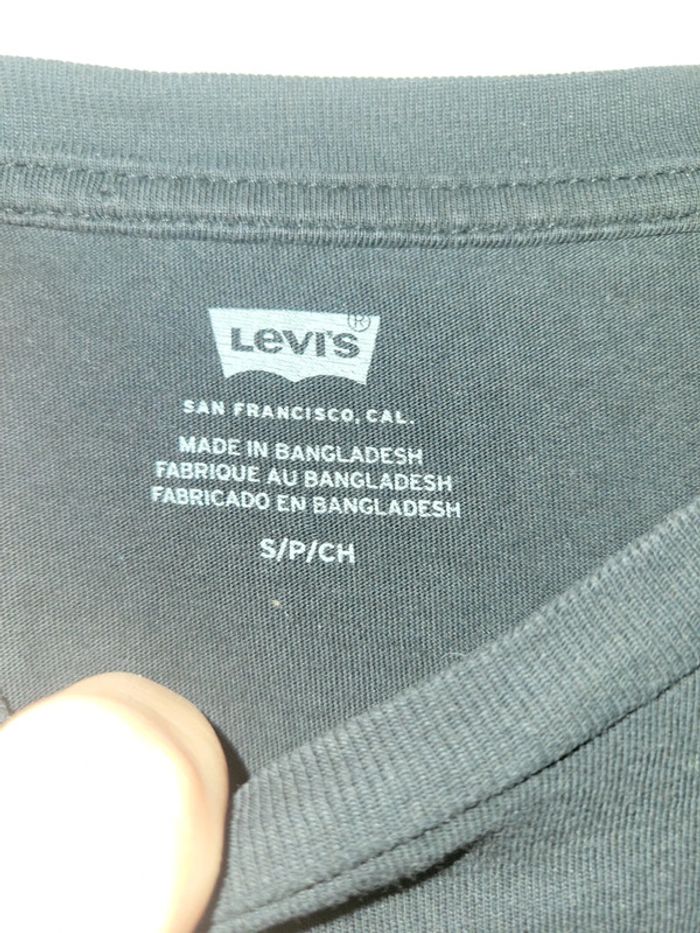 Levi's ®
SAN FRANCISCO, CAL.
MADE IN BANGLADESH
FABRIQUE AU BANGLADESH
FABRICADO EN BANGLADESH
S/P/CH